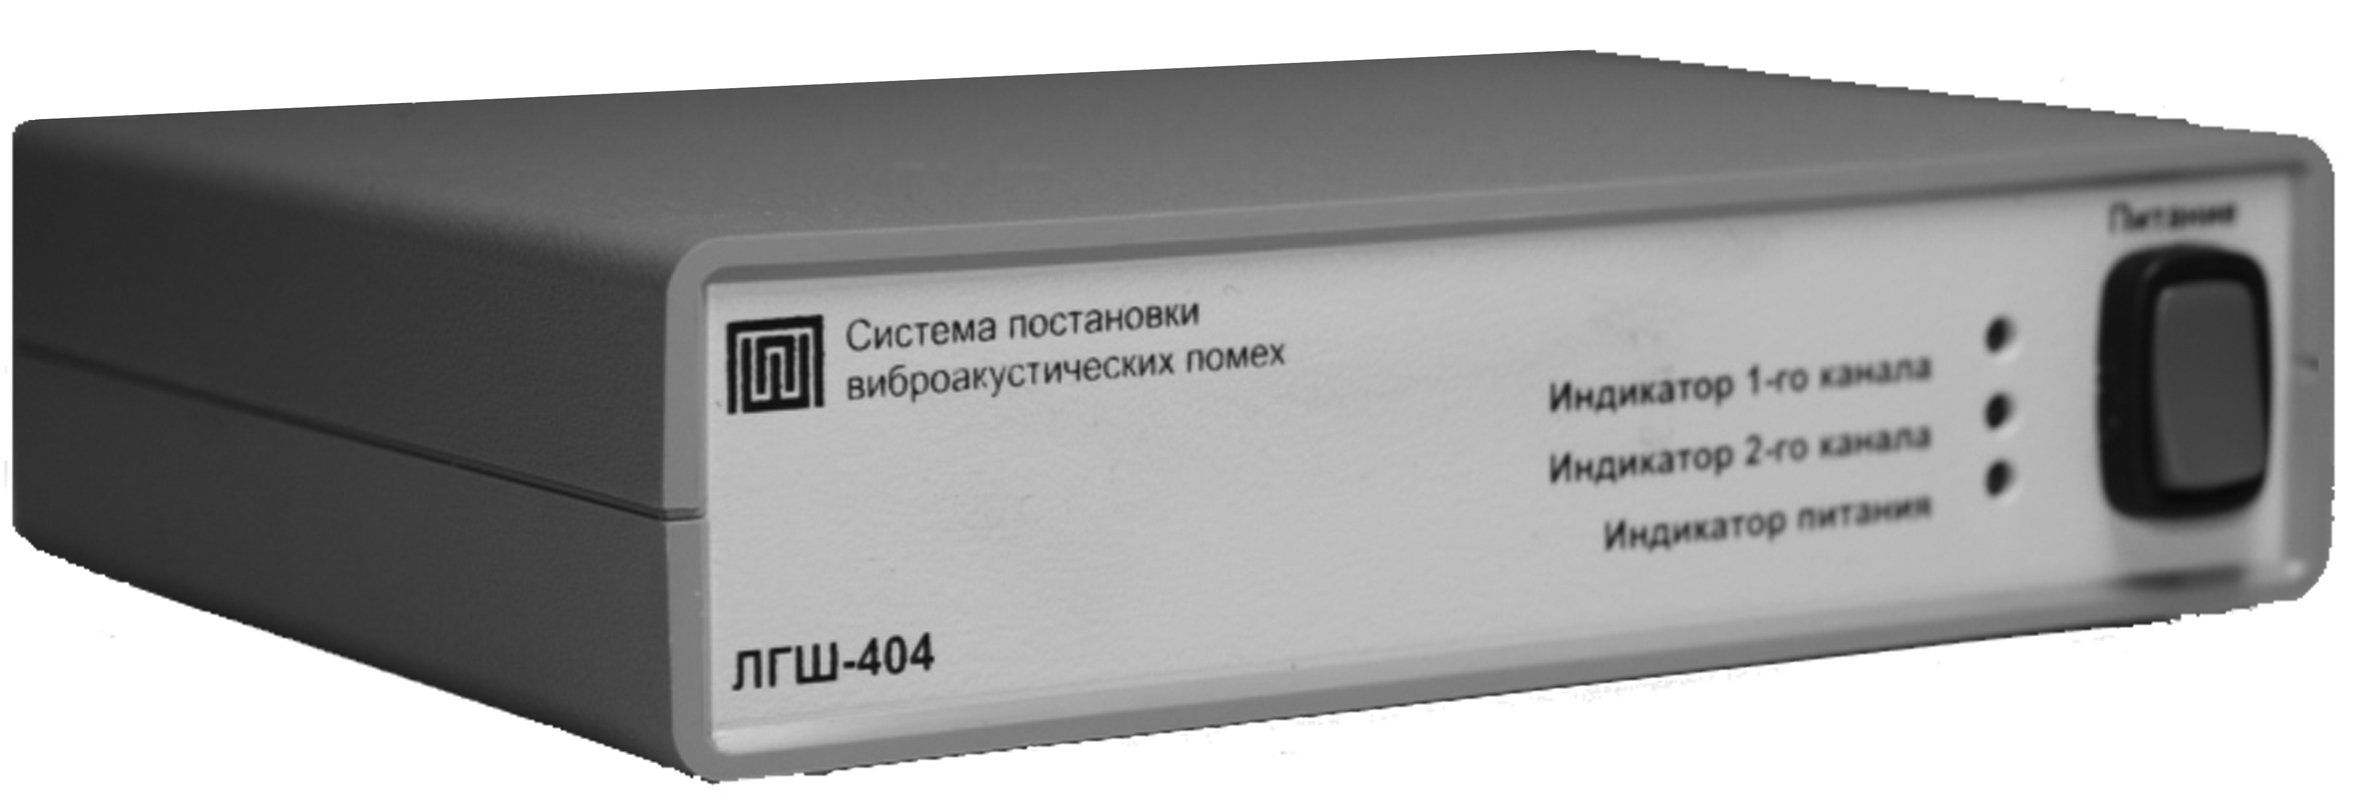 Питание
Система постановки
виброакустических помех
Индикатор 1-го канала
Индикатор 2-го канала
Индикатор питания
ЛГШ-404